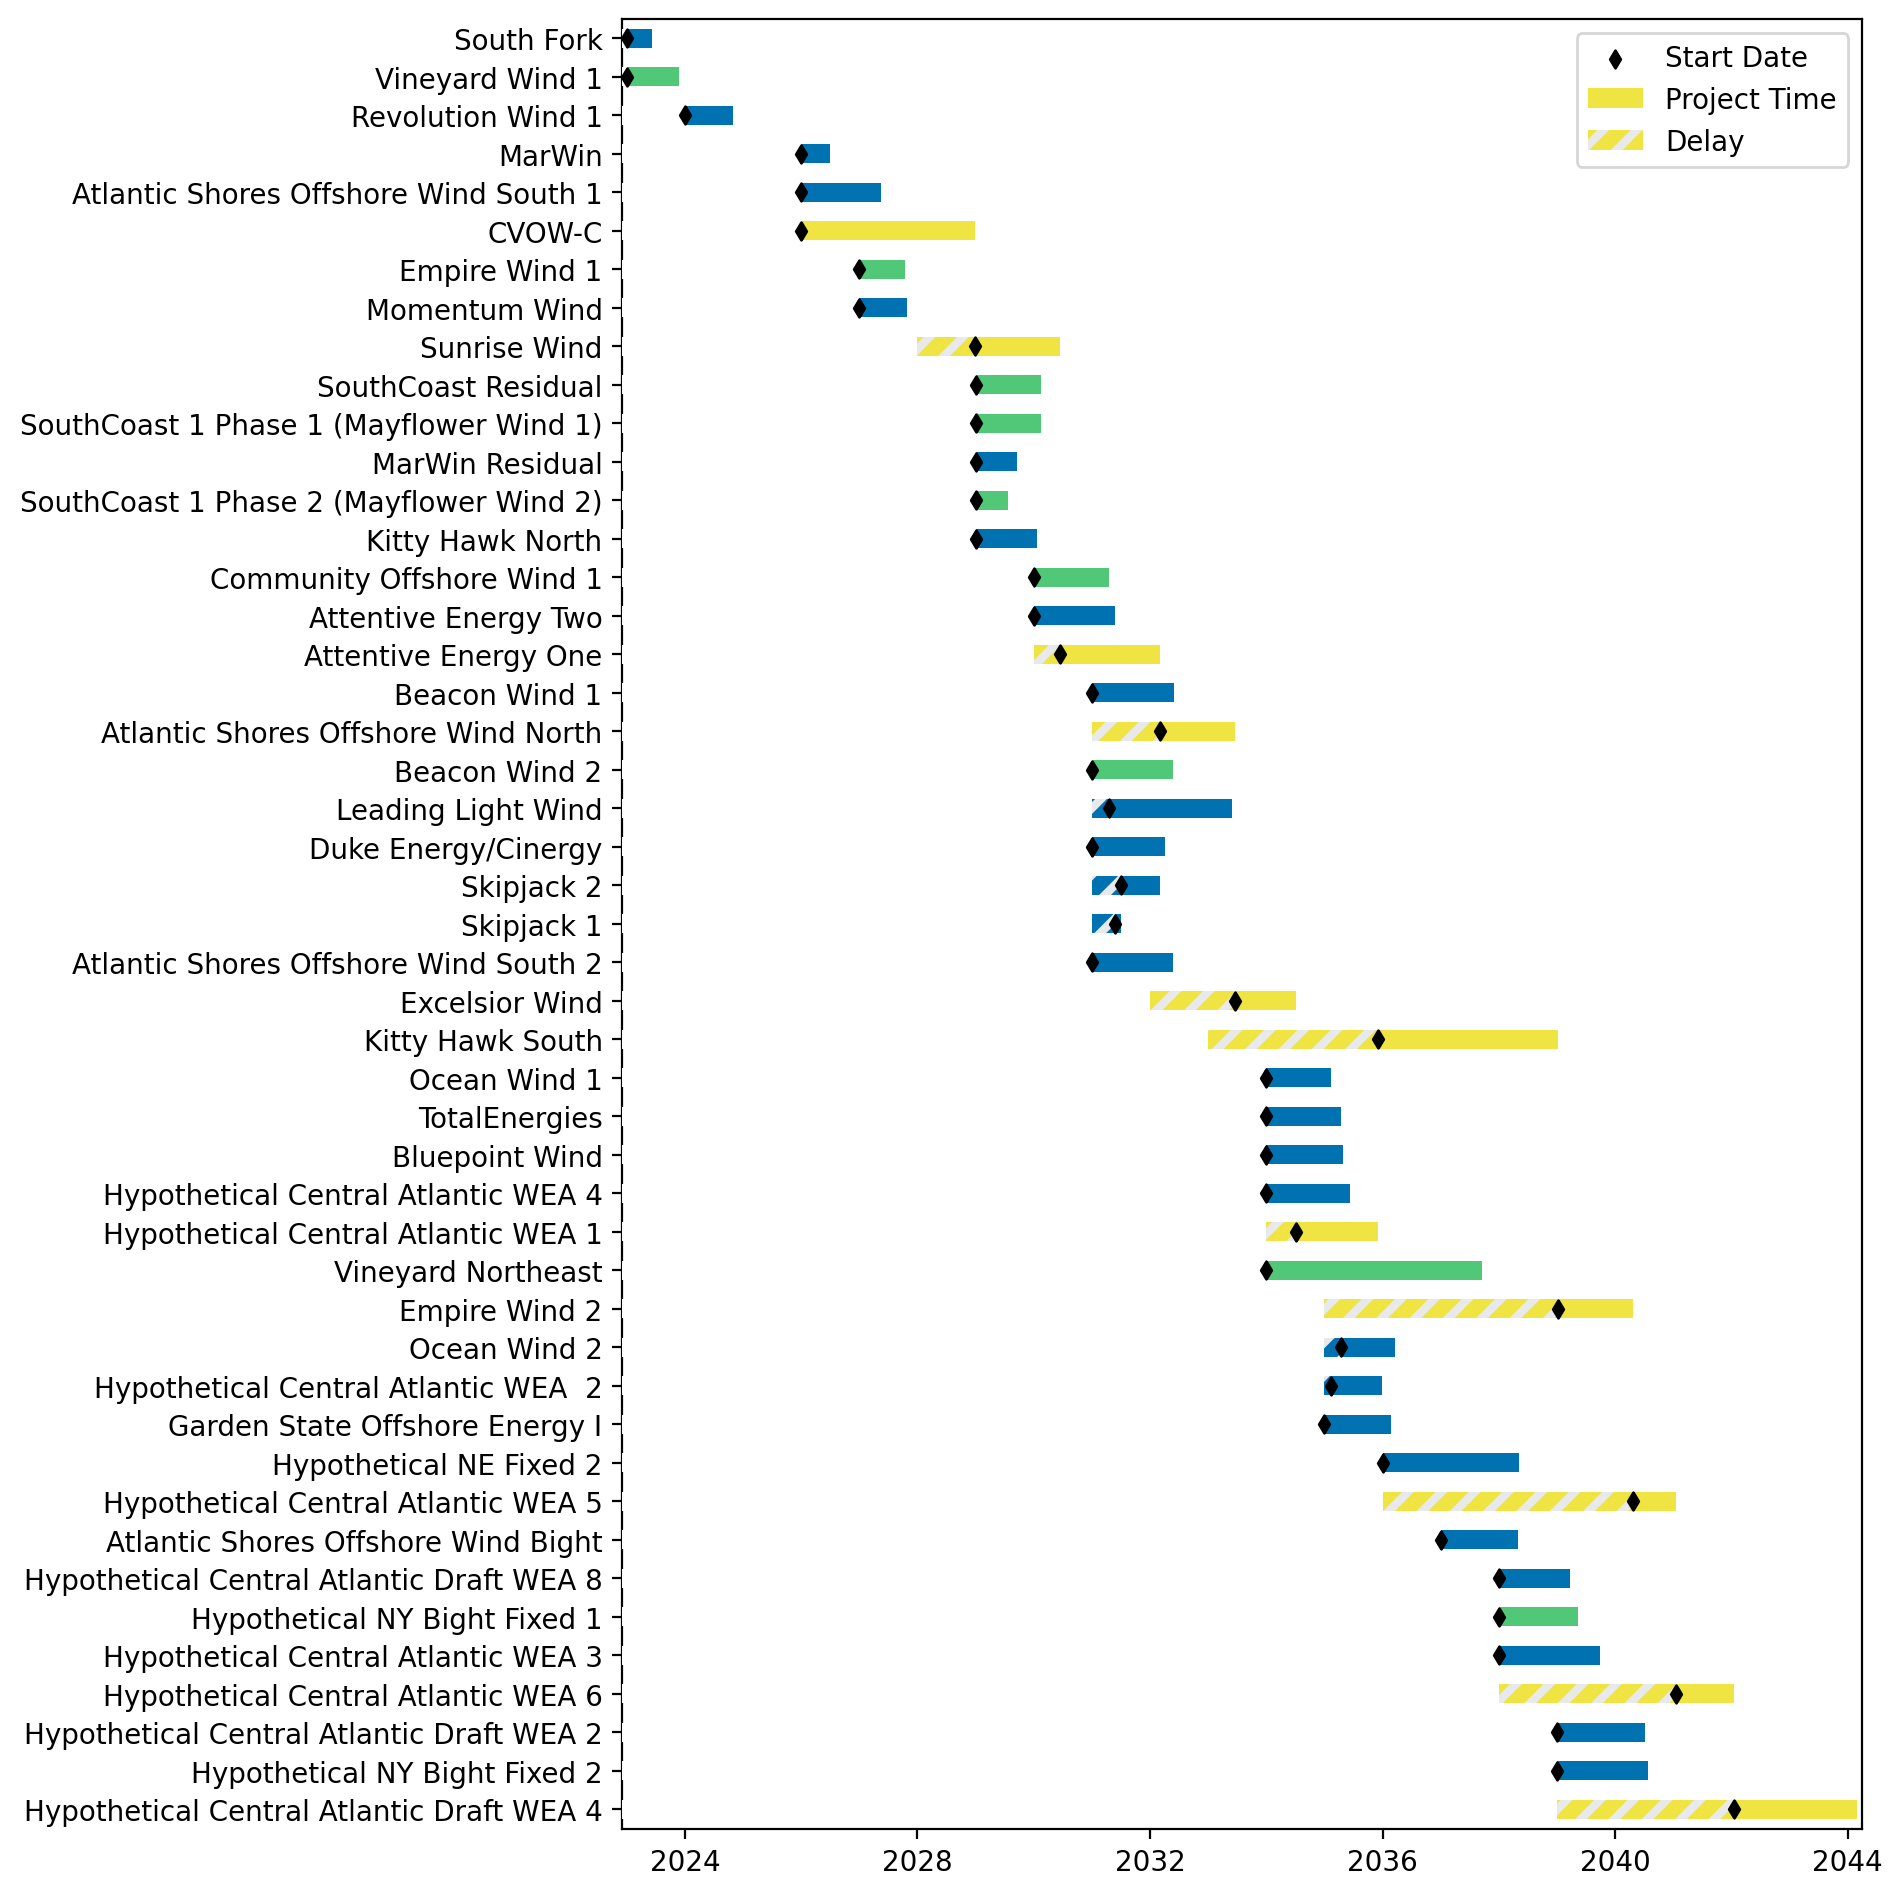 South Fork
Vineyard Wind 1
Revolution Wind 1
MarWin
Atlantic Shores Offshore Wind South 1
CVOW-C
Empire Wind 1
Momentum Wind
Sunrise Wind
SouthCoast Residual
SouthCoast 1 Phase 1 (Mayflower Wind 1)
MarWin Residual
SouthCoast 1 Phase 2 (Mayflower Wind 2)
Kitty Hawk North
Community Offshore Wind 1
Attentive Energy Two
Attentive Energy One
Beacon Wind 1
Atlantic Shores Offshore Wind North
Beacon Wind 2
Leading Light Wind
Duke Energy/Cinergy
Skipjack 2
Skipjack 1
Atlantic Shores Offshore Wind South 2
Excelsior Wind
Kitty Hawk South
Ocean Wind 1
TotalEnergies
Bluepoint Wind
Hypothetical Central Atlantic WEA 4
Hypothetical Central Atlantic WEA 1
Vineyard Northeast
Empire Wind 2
Ocean Wind 2
Hypothetical Central Atlantic WEA  2
Garden State Offshore Energy I
Hypothetical NE Fixed 2
Hypothetical Central Atlantic WEA 5
Atlantic Shores Offshore Wind Bight
Hypothetical Central Atlantic Draft WEA 8
Hypothetical NY Bight Fixed 1
Hypothetical Central Atlantic WEA 3
Hypothetical Central Atlantic WEA 6
Hypothetical Central Atlantic Draft WEA 2
Hypothetical NY Bight Fixed 2
Hypothetical Central Atlantic Draft WEA 4
Start Date
Project Time
Delay
2024 2028 2032 2036 2040 2044